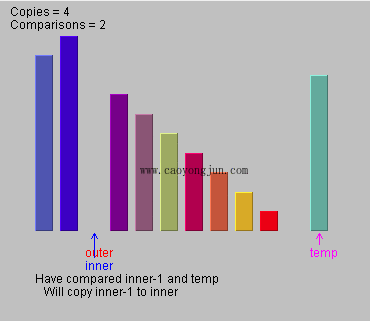 Copies = 4
Comparisons = 2
www.caoyongjun.com
outer
temp
inner
Have compared inner-1 and temp
Will copy inner-1 to inner